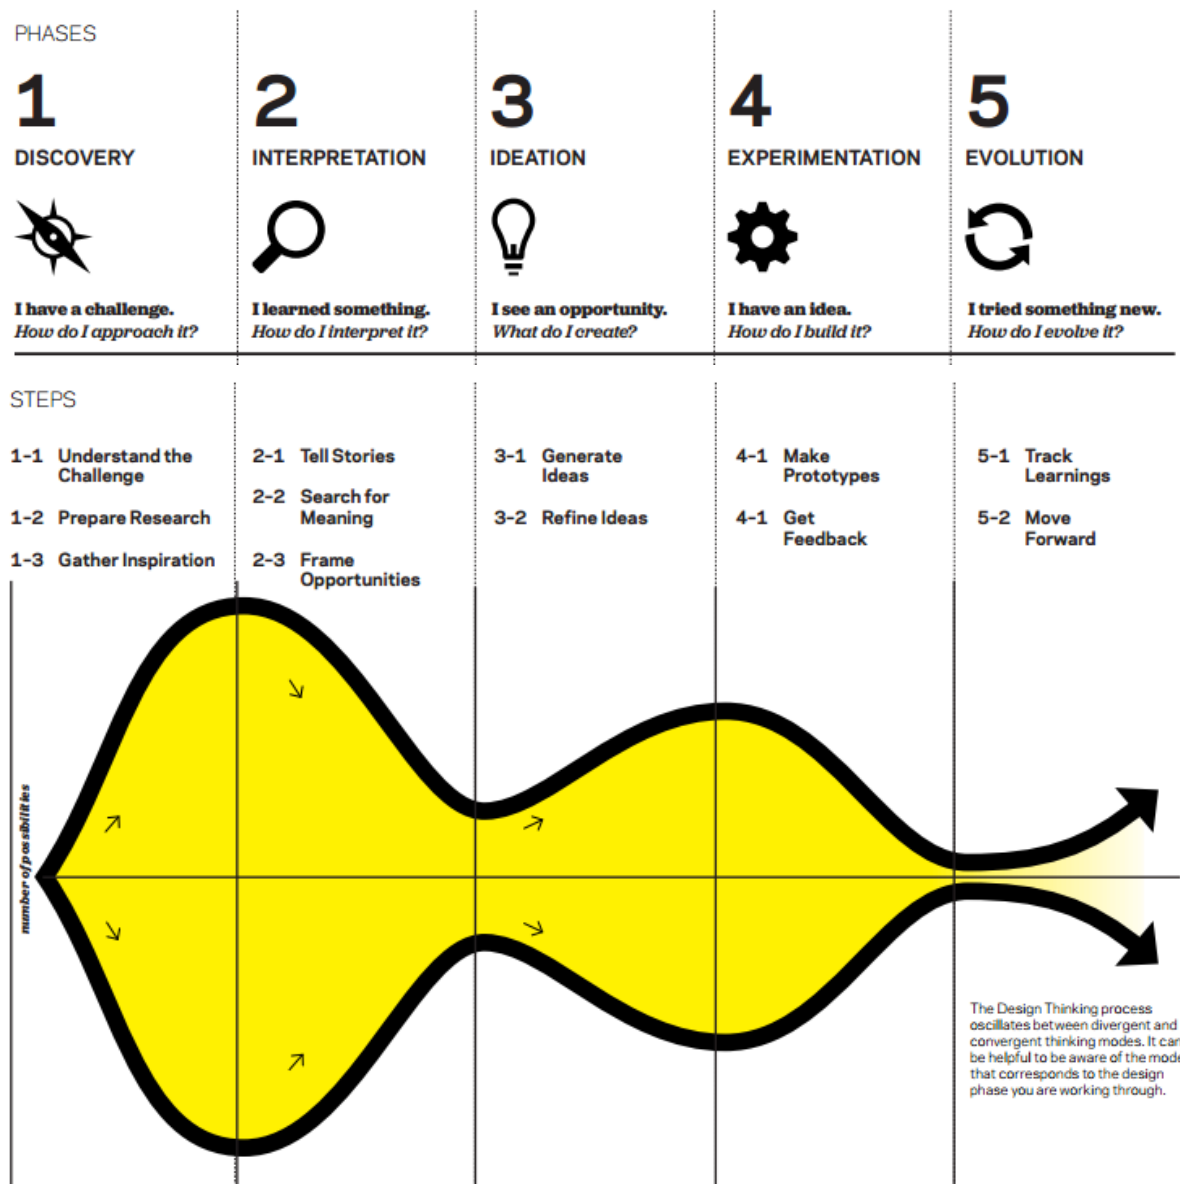 PHASES
1
DISCOVERY
I have a challenge.
How do I approach it?
2
INTERPRETATION
I learned something.
How do I interpret it?
3
IDEATION
I see an opportunity.
What do I create?
4
EXPERIMENTATION
I have an idea.
How do I build it?
5
EVOLUTION
I tried something new.
How do I evolve it?
STEPS
1-1 Understand the
Challenge
1-2 Prepare Research
1-3 Gather Inspiration
2-1 Tell Stories
2-2 Search for
Meaning
2-3 Frame
Opportunities
3-1 Generate
Ideas
3-2 Refine Ideas
4-1 Make
Prototypes
4-1 Get
Feedback
5-1 Track
Learnings
5-2 Move
Forward
number of possibilities
The Design Thinking process
oscillates between divergent and
convergent thinking modes. It can
be helpful to be aware of the mode
that corresponds to the design
phase you are working through.